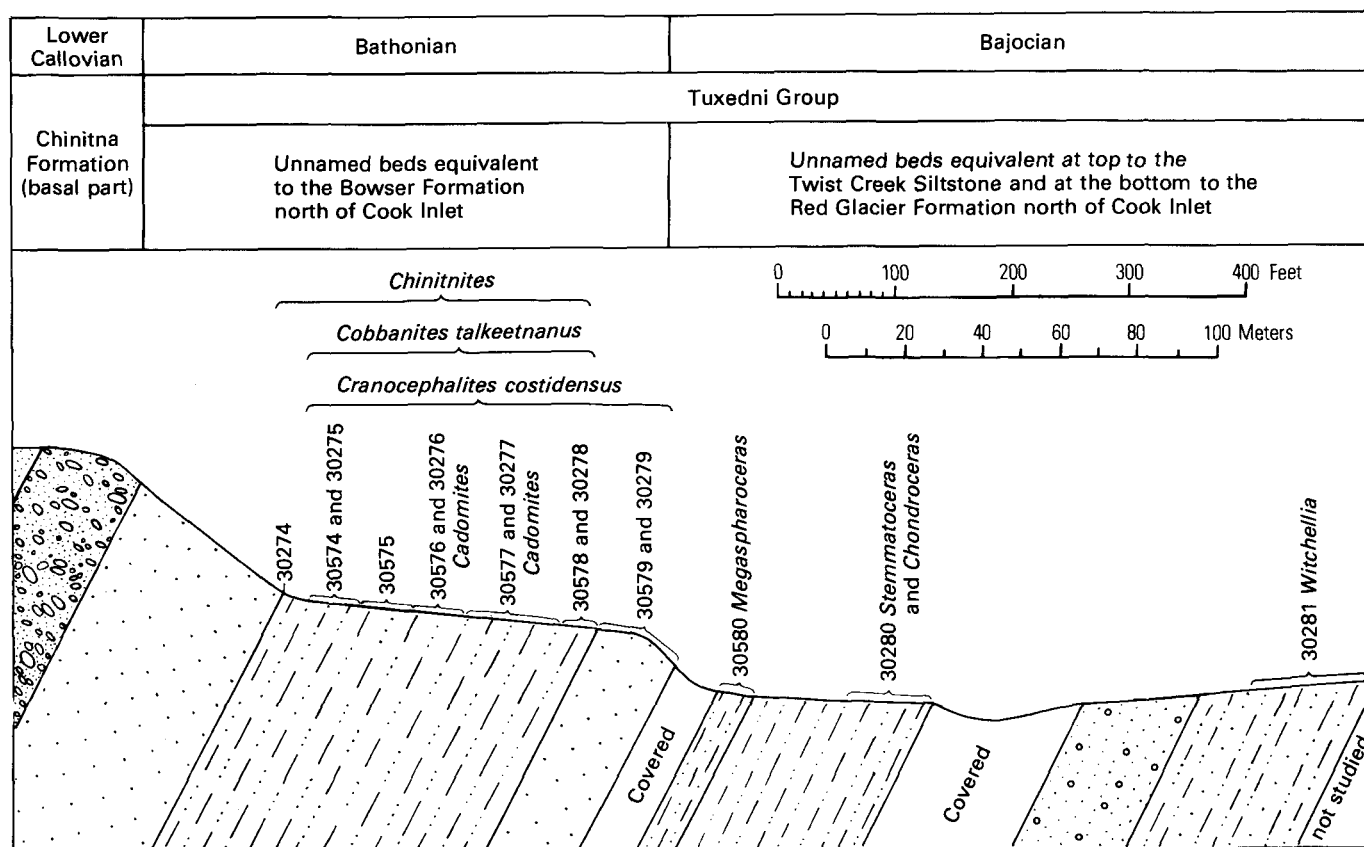 Lower
Callovian
Bathonian
Bajocian
Tuxedni Group
Chinitna
Formation
(basal part)
Unnamed beds equivalent
to the Bowser Formation
north of Cook Inlet
Unnamed beds equivalent at top to the
Twist Creek Siltstone and at the bottom to the
Red Glacier Formation north of Cook Inlet
0 100 200 300 400 Feet
0 20 40 60 80 100 Meters
Chinitnites
Cobbanites talkeetnanus
Cranocephalites costidensus
30274
30574 and 30275
30575
30576 and 30276
Cadomites
30577 and 30277
Cadomites
30578 and 30278
30579 and 30279
30580 Megaspharoceras
30280 Stemmatoceras
and Chondroceras
30281 Witchellia
Covered
Covered
not studied